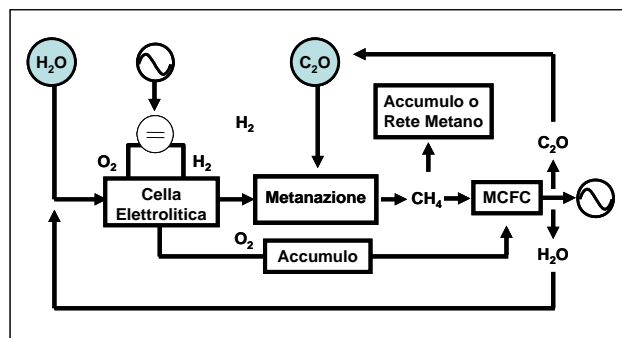 H₂O
C₂O
H₂
Accumulo o
Rete Metano
C₂O
O₂
H₂
Cella
Elettrolitica
Metanazione
CH₄
MCFC
O₂
Accumulo
H₂O